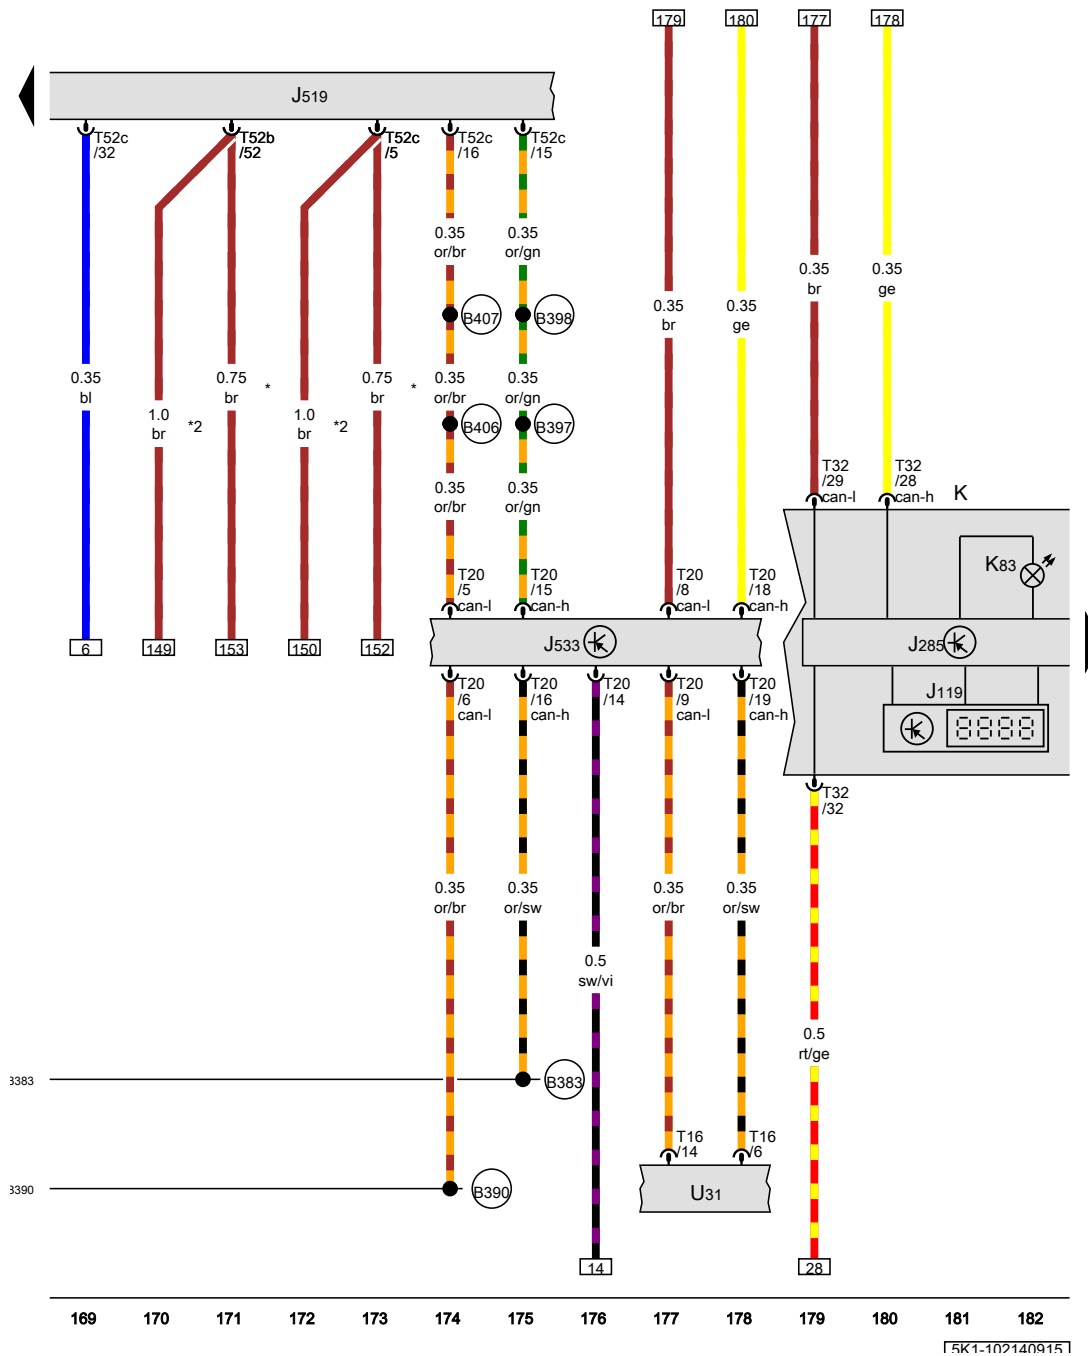 179 180 177 178
J519
T52c T52b T52c T52c T52c
/32 /52 /5 /16 /15
0.35 0.35
or/br or/gn
0.35 0.35
br ge
0.35 0.35
br ge
B407 B398
0.35 0.75 * 0.75 * 0.35 0.35
bl br br or/br or/gn
1.0 *2 1.0 *2
br br
B406 B397
0.35 0.35
or/br or/gn
T32 T32
/29 /28
can-l can-h
K
K83
T20 T20 T20 T20
/5 /15 /8 /18
can-l can-h can-l can-h
6 149 153 150 152
J533
J285
T20 T20 T20 T20 T20
/6 /16 /14 /9 /19
can-l can-h can-l can-h
J119
8888
T32
/32
0.35 0.35 0.35 0.35
or/br or/sw or/br or/sw
0.5
sw/vi
0.5
rt/ge
B383
T16 T16
/14 /6
B390
U31
14 28
169 170 171 172 173 174 175 176 177 178 179 180 181 182
5K1-102140915